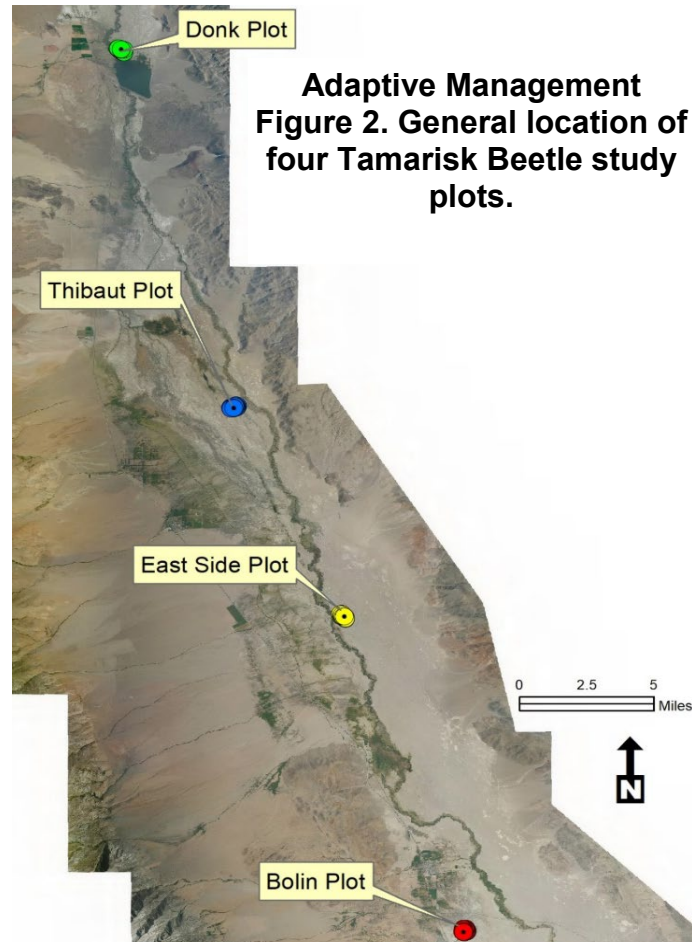 Donk Plot
Adaptive Management
Figure 2. General location of
four Tamarisk Beetle study
plots.
Thibaut Plot
East Side Plot
0 2.5 5
Miles
N
Bolin Plot